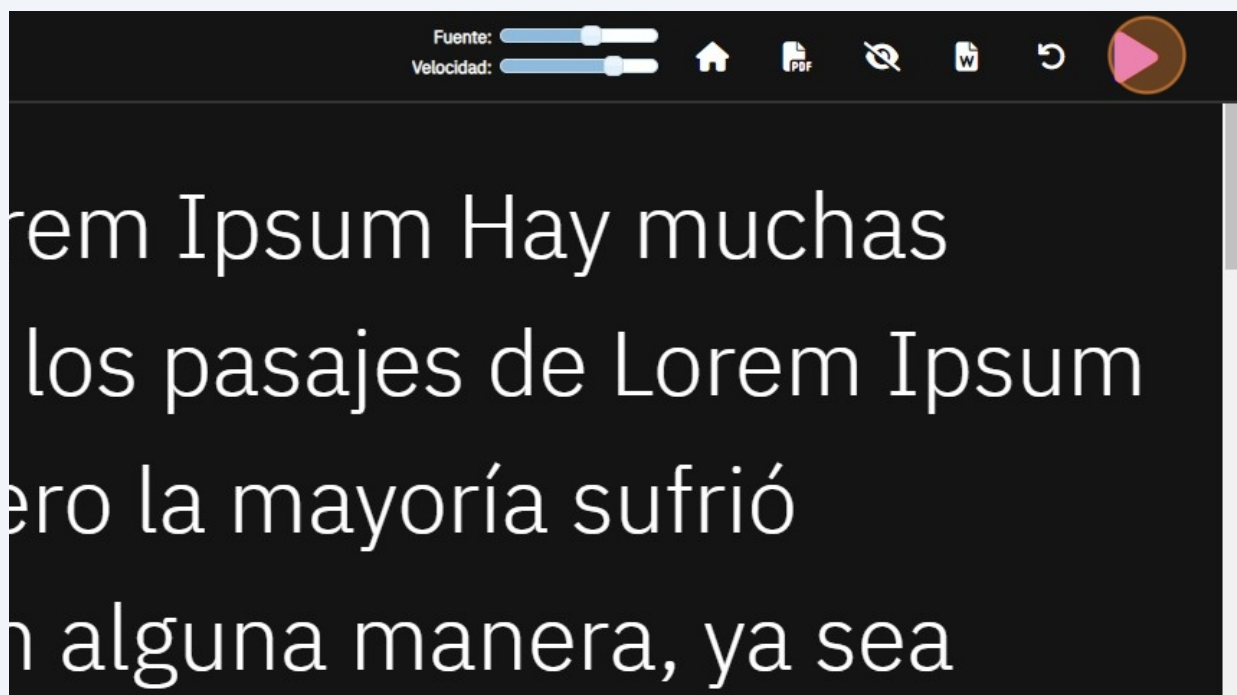 Fuente:
Velocidad:
PDF
W
rem Ipsum Hay muchas
los pasajes de Lorem Ipsum
ero la mayoría sufrió
n alguna manera, ya sea